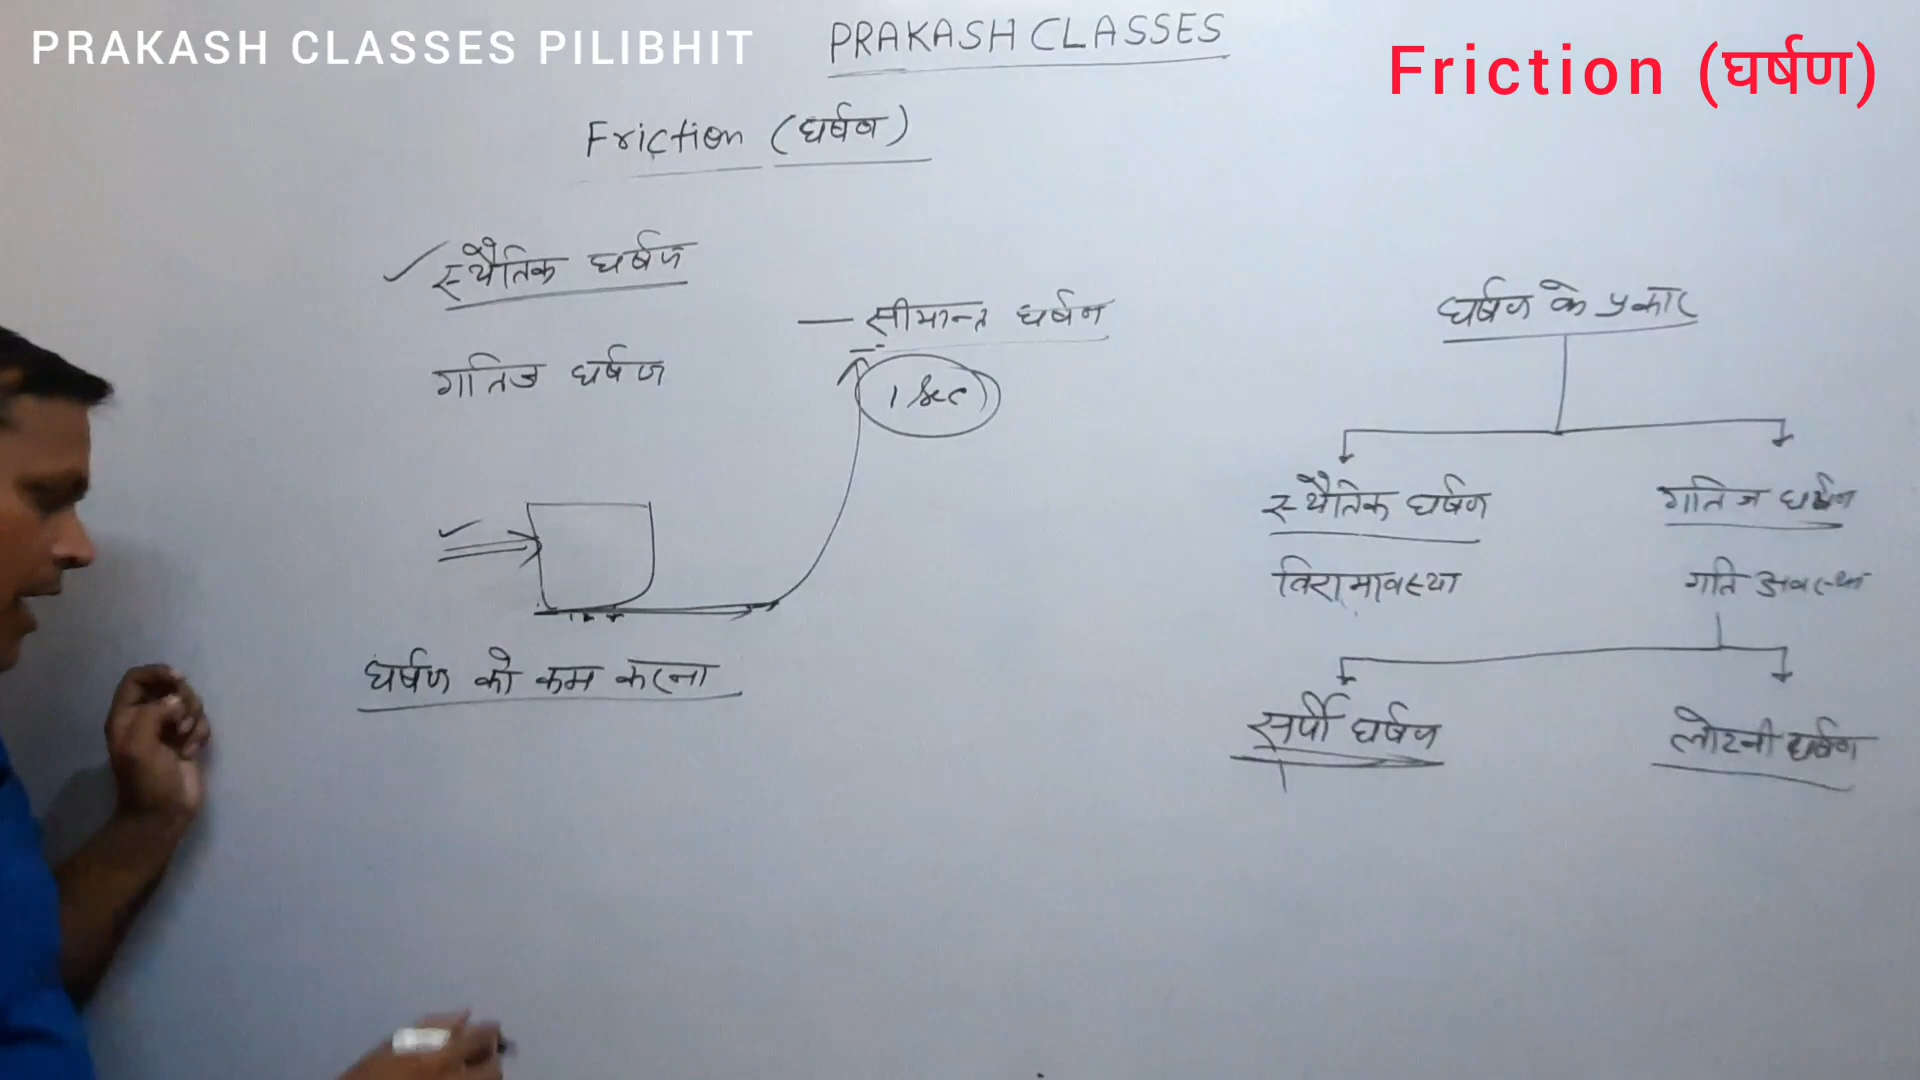 PRAKASH CLASSES PILIBHIT
PRAKASH CLASSES
Friction (घर्षण)
Friction (घर्षण)
स्थैतिक घर्षण
गतिज घर्षण
सीमान्त घर्षण
1 Sec
घर्षण को कम करना
घर्षण के प्रकार
स्थैतिक घर्षण
गतिज घर्षण
विरामावस्था
गति अवस्था
सर्पी घर्षण
लोटनी घर्षण